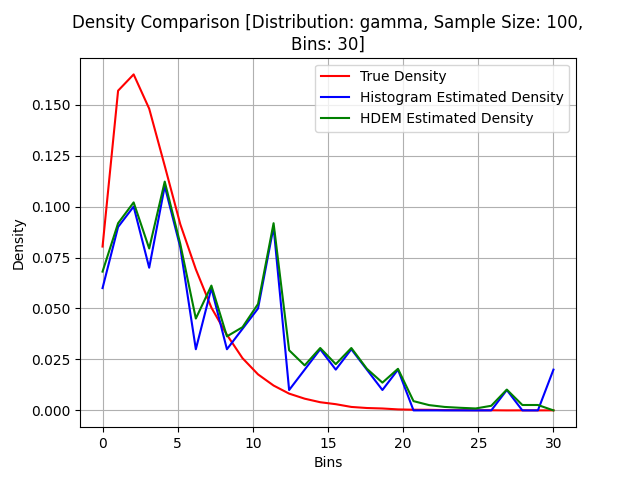 Density Comparison [Distribution: gamma, Sample Size: 100,
Bins: 30]
True Density
Histogram Estimated Density
HDEM Estimated Density
Density
0.150
0.125
0.100
0.075
0.050
0.025
0.000
0 5 10 15 20 25 30
Bins